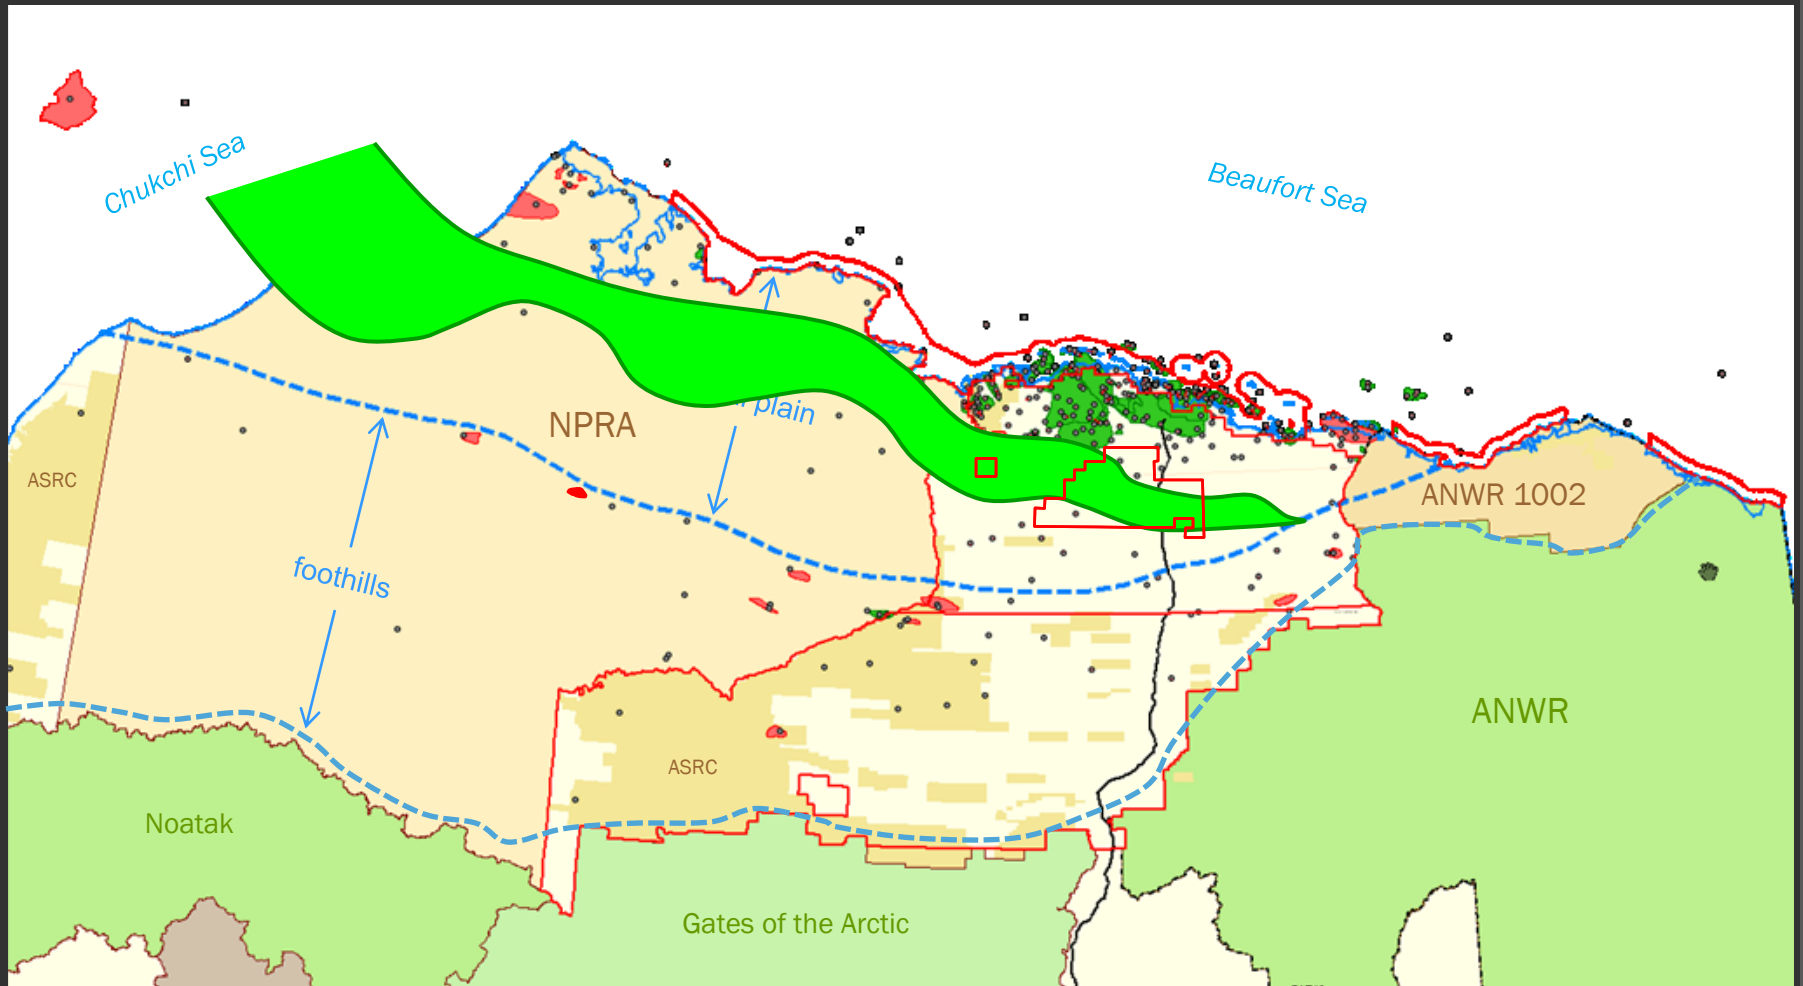 Chukchi Sea
Beaufort Sea
plain
NPRA
ASRC
ANWR 1002
foothills
ANWR
ASRC
Noatak
Gates of the Arctic